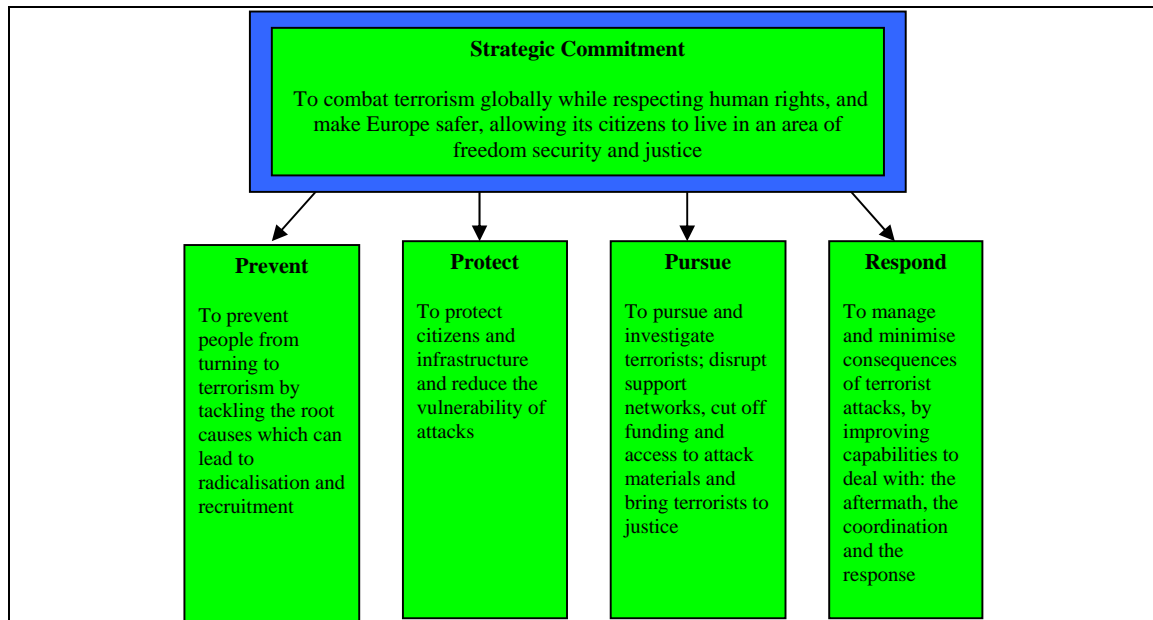 Strategic Commitment
To combat terrorism globally while respecting human rights, and
make Europe safer, allowing its citizens to live in an area of
freedom security and justice
Prevent
To prevent
people from
turning to
terrorism by
tackling the root
causes which can
lead to
radicalisation and
recruitment
Protect
To protect
citizens and
infrastructure
and reduce the
vulnerability of
attacks
Pursue
To pursue and
investigate
terrorists; disrupt
support
networks, cut off
funding and
access to attack
materials and
bring terrorists to
justice
Respond
To manage
and minimise
consequences
of terrorist
attacks, by
improving
capabilities to
deal with: the
aftermath, the
coordination
and the
response